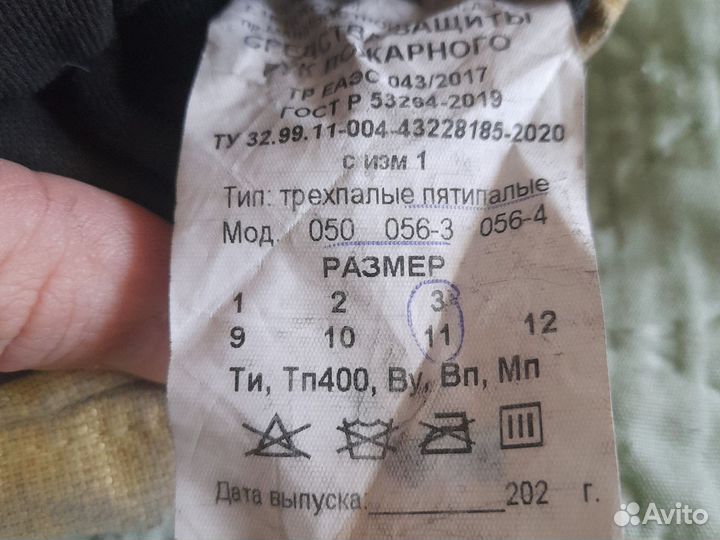 СРЕДСТВА ЗАЩИТЫ
РУК ПОЖАРНОГО
ТР ЕАЭС 043/2017
ГОСТ Р 53264-2019
ТУ 32.99.11-004-43228185-2020
с изм 1
Тип: трехпалые пятипалые
Мод. 050 056-3 056-4
РАЗМЕР
1 2 3
9 10 11 12
Ти, Тп400, Ву, Вп, Мп
Дата выпуска: 202 г.
Avito